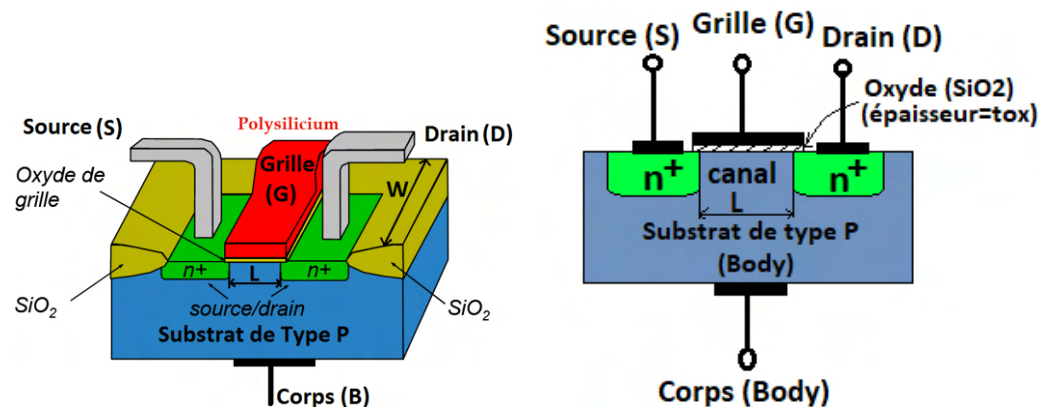 Polysilicium
Source (S)
Drain (D)
Grille
(G)
Oxyde de
grille
W
n+
L
n+
SiO2
source/drain
SiO2
Substrat de Type P
Corps (B)
Source (S)
Grille (G)
Drain (D)
Oxyde (SiO2)
(épaisseur=tox)
n+
canal
n+
L
Substrat de type P
(Body)
Corps (Body)